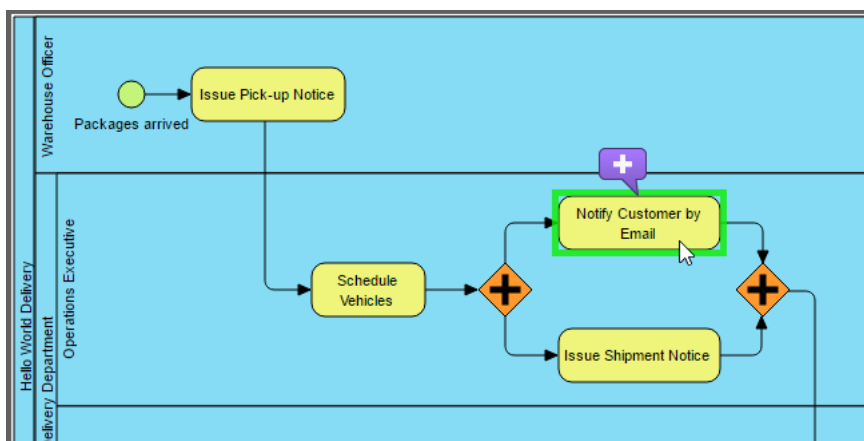 Warehouse Officer
Issue Pick-up Notice
Packages arrived
Hello World Delivery
Delivery Department
Operations Executive
Notify Customer by
Email
Schedule
Vehicles
Issue Shipment Notice